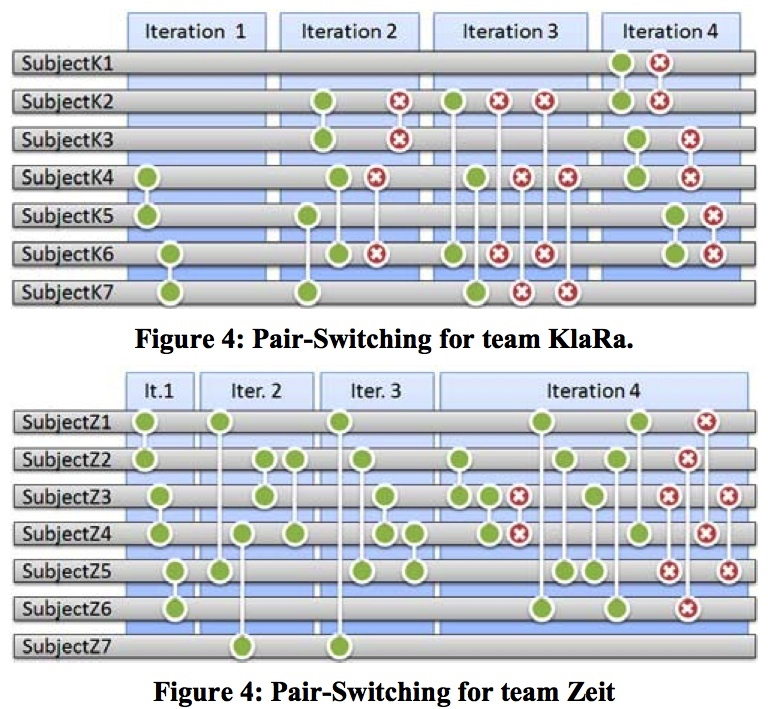 Iteration 1 Iteration 2 Iteration 3 Iteration 4
SubjectK1
SubjectK2
SubjectK3
SubjectK4
SubjectK5
SubjectK6
SubjectK7
Figure 4: Pair-Switching for team KlaRa.
It.1 Iter. 2 Iter. 3 Iteration 4
SubjectZ1
SubjectZ2
SubjectZ3
SubjectZ4
SubjectZ5
SubjectZ6
SubjectZ7
Figure 4: Pair-Switching for team Zeit